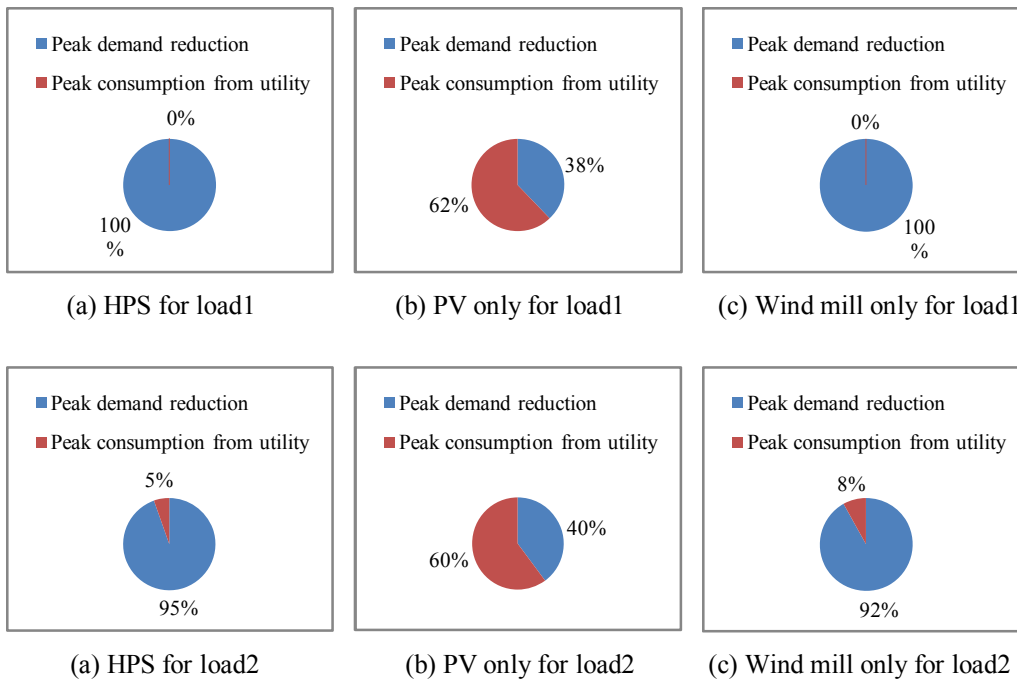 Peak demand reduction
Peak consumption from utility
0%
100
%
(a) HPS for load1
Peak demand reduction
Peak consumption from utility
38%
62%
(b) PV only for load1
Peak demand reduction
Peak consumption from utility
0%
100
%
(c) Wind mill only for load1
Peak demand reduction
Peak consumption from utility
5%
95%
(a) HPS for load2
Peak demand reduction
Peak consumption from utility
40%
60%
(b) PV only for load2
Peak demand reduction
Peak consumption from utility
8%
92%
(c) Wind mill only for load2